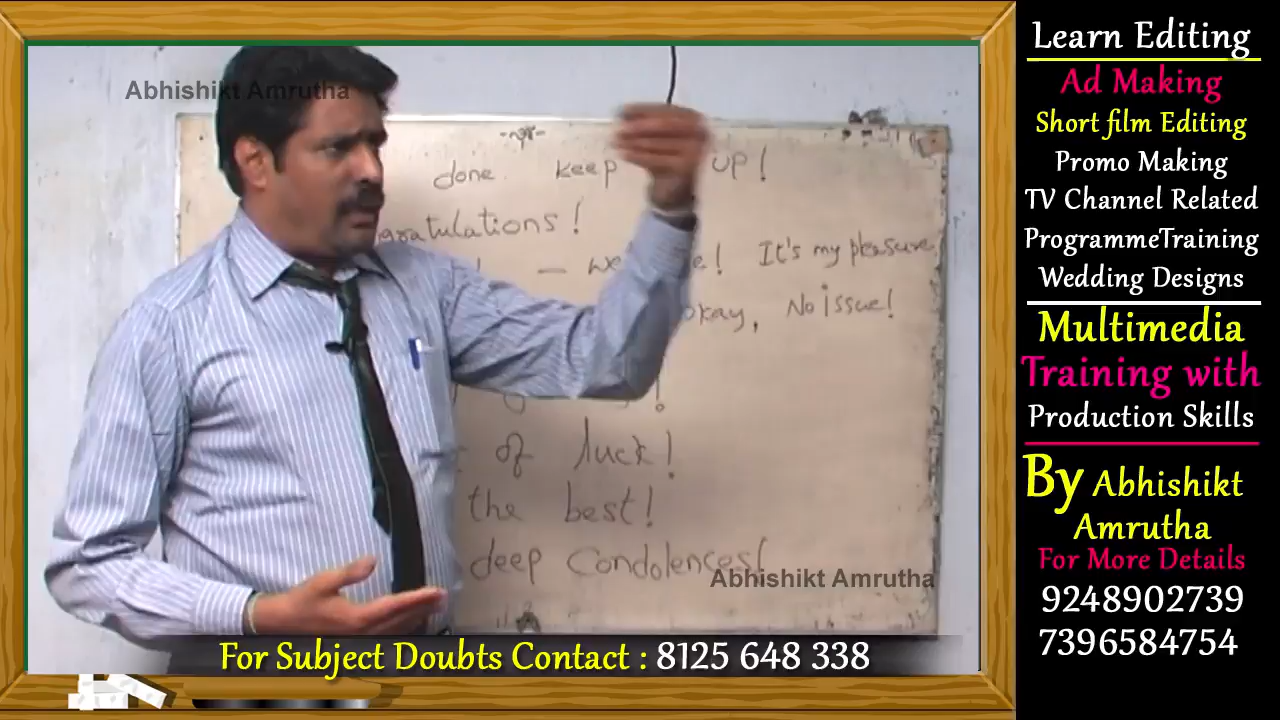 Abhishikt Amrutha
done. keep up!
gratulations!
It's my pleasure
okay, No issue!
of luck!
the best!
deep Condolences!
Abhishikt Amrutha
For Subject Doubts Contact : 8125 648 338
Learn Editing
Ad Making
Short film Editing
Promo Making
TV Channel Related
ProgrammeTraining
Wedding Designs
Multimedia
Training with
Production Skills
By Abhishikt
Amrutha
For More Details
9248902739
7396584754